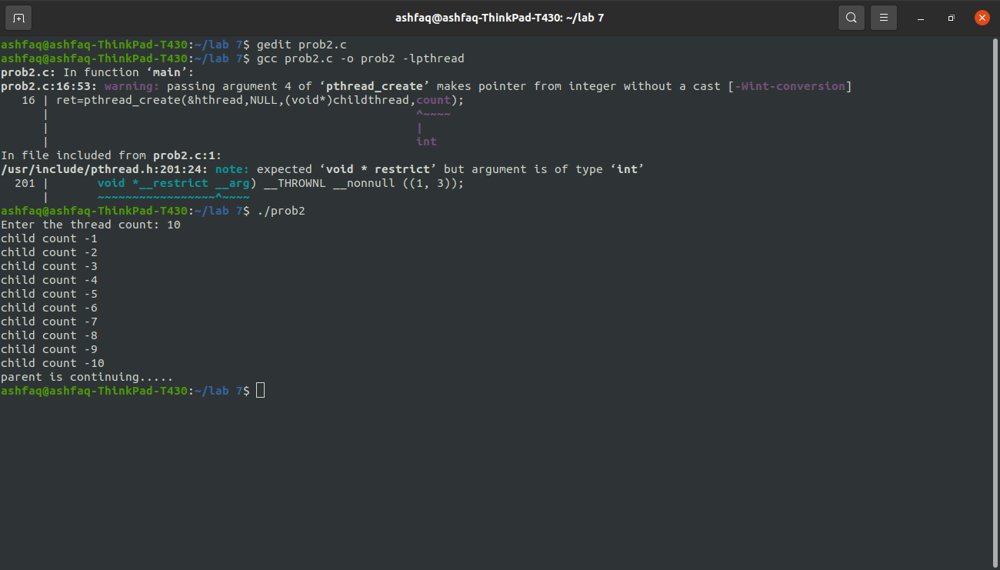 ashfaq@ashfaq-ThinkPad-T430: ~/lab 7
ashfaq@ashfaq-ThinkPad-T430:~/lab 7$ gedit prob2.c
ashfaq@ashfaq-ThinkPad-T430:~/lab 7$ gcc prob2.c -o prob2 -lpthread
prob2.c: In function ‘main’:
prob2.c:16:53: warning: passing argument 4 of ‘pthread_create’ makes pointer from integer without a cast [-Wint-conversion]
   16 | ret=pthread_create(&hthread,NULL,(void*)childthread,count);
      |                                                     ^~~~~
      |                                                     |
      |                                                     int
In file included from prob2.c:1:
/usr/include/pthread.h:201:24: note: expected ‘void * restrict’ but argument is of type ‘int’
  201 |       void *__restrict __arg) __THROWNL __nonnull ((1, 3));
      |       ~~~~~~~~~~~~~~~~~^~~~~
ashfaq@ashfaq-ThinkPad-T430:~/lab 7$ ./prob2
Enter the thread count: 10
child count -1
child count -2
child count -3
child count -4
child count -5
child count -6
child count -7
child count -8
child count -9
child count -10
parent is continuing.....
ashfaq@ashfaq-ThinkPad-T430:~/lab 7$